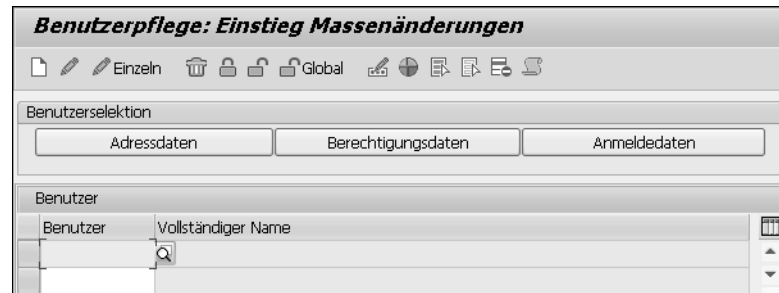 Benutzerpflege: Einstieg Massenänderungen
Einzeln Global
Benutzerselektion
Adressdaten Berechtigungsdaten Anmeldedaten
Benutzer
Benutzer Vollständiger Name